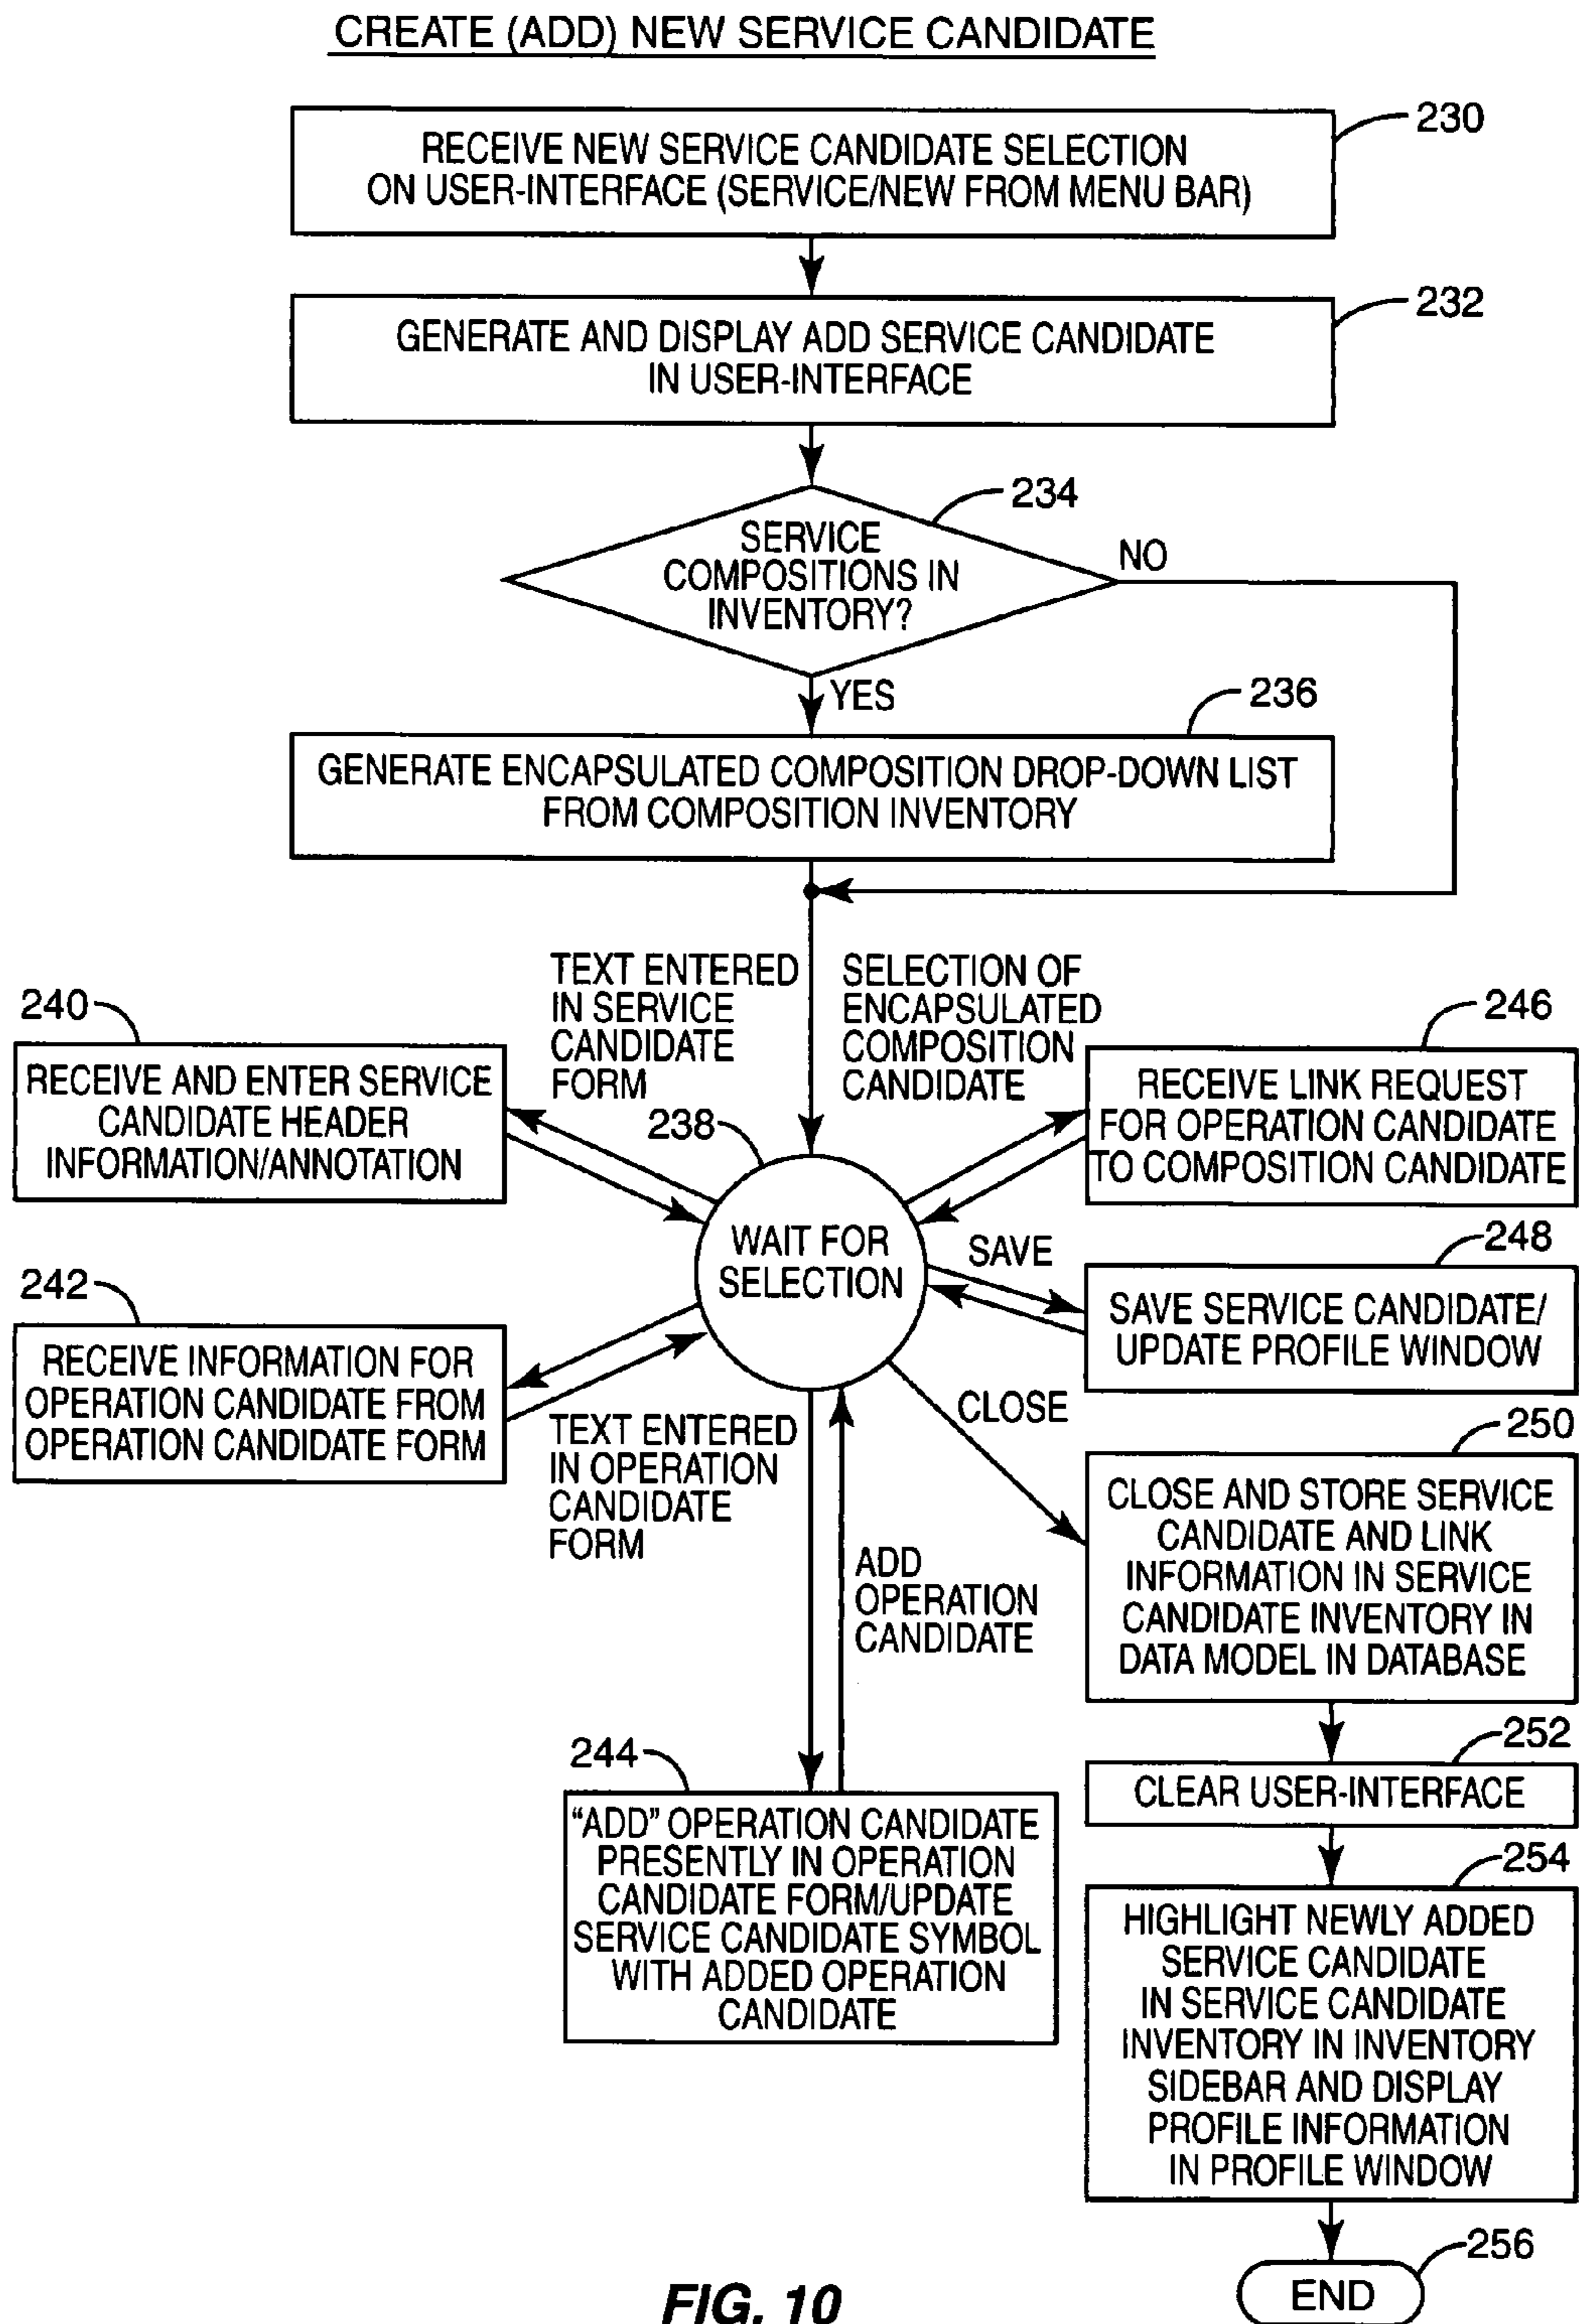 CREATE (ADD) NEW SERVICE CANDIDATE
230
RECEIVE NEW SERVICE CANDIDATE SELECTION
ON USER-INTERFACE (SERVICE/NEW FROM MENU BAR)
232
GENERATE AND DISPLAY ADD SERVICE CANDIDATE
IN USER-INTERFACE
234
SERVICE
COMPOSITIONS IN
INVENTORY?
NO
YES
236
GENERATE ENCAPSULATED COMPOSITION DROP-DOWN LIST
FROM COMPOSITION INVENTORY
TEXT ENTERED
IN SERVICE
CANDIDATE
FORM
SELECTION OF
ENCAPSULATED
COMPOSITION
CANDIDATE
240
RECEIVE AND ENTER SERVICE
CANDIDATE HEADER
INFORMATION/ANNOTATION
246
RECEIVE LINK REQUEST
FOR OPERATION CANDIDATE
TO COMPOSITION CANDIDATE
238
WAIT FOR
SELECTION
SAVE
248
SAVE SERVICE CANDIDATE/
UPDATE PROFILE WINDOW
242
RECEIVE INFORMATION FOR
OPERATION CANDIDATE FROM
OPERATION CANDIDATE FORM
TEXT ENTERED
IN OPERATION
CANDIDATE
FORM
CLOSE
250
CLOSE AND STORE SERVICE
CANDIDATE AND LINK
INFORMATION IN SERVICE
CANDIDATE INVENTORY IN
DATA MODEL IN DATABASE
ADD
OPERATION
CANDIDATE
244
"ADD" OPERATION CANDIDATE
PRESENTLY IN OPERATION
CANDIDATE FORM/UPDATE
SERVICE CANDIDATE SYMBOL
WITH ADDED OPERATION
CANDIDATE
252
CLEAR USER-INTERFACE
254
HIGHLIGHT NEWLY ADDED
SERVICE CANDIDATE
IN SERVICE CANDIDATE
INVENTORY IN INVENTORY
SIDEBAR AND DISPLAY
PROFILE INFORMATION
IN PROFILE WINDOW
256
END
FIG. 10